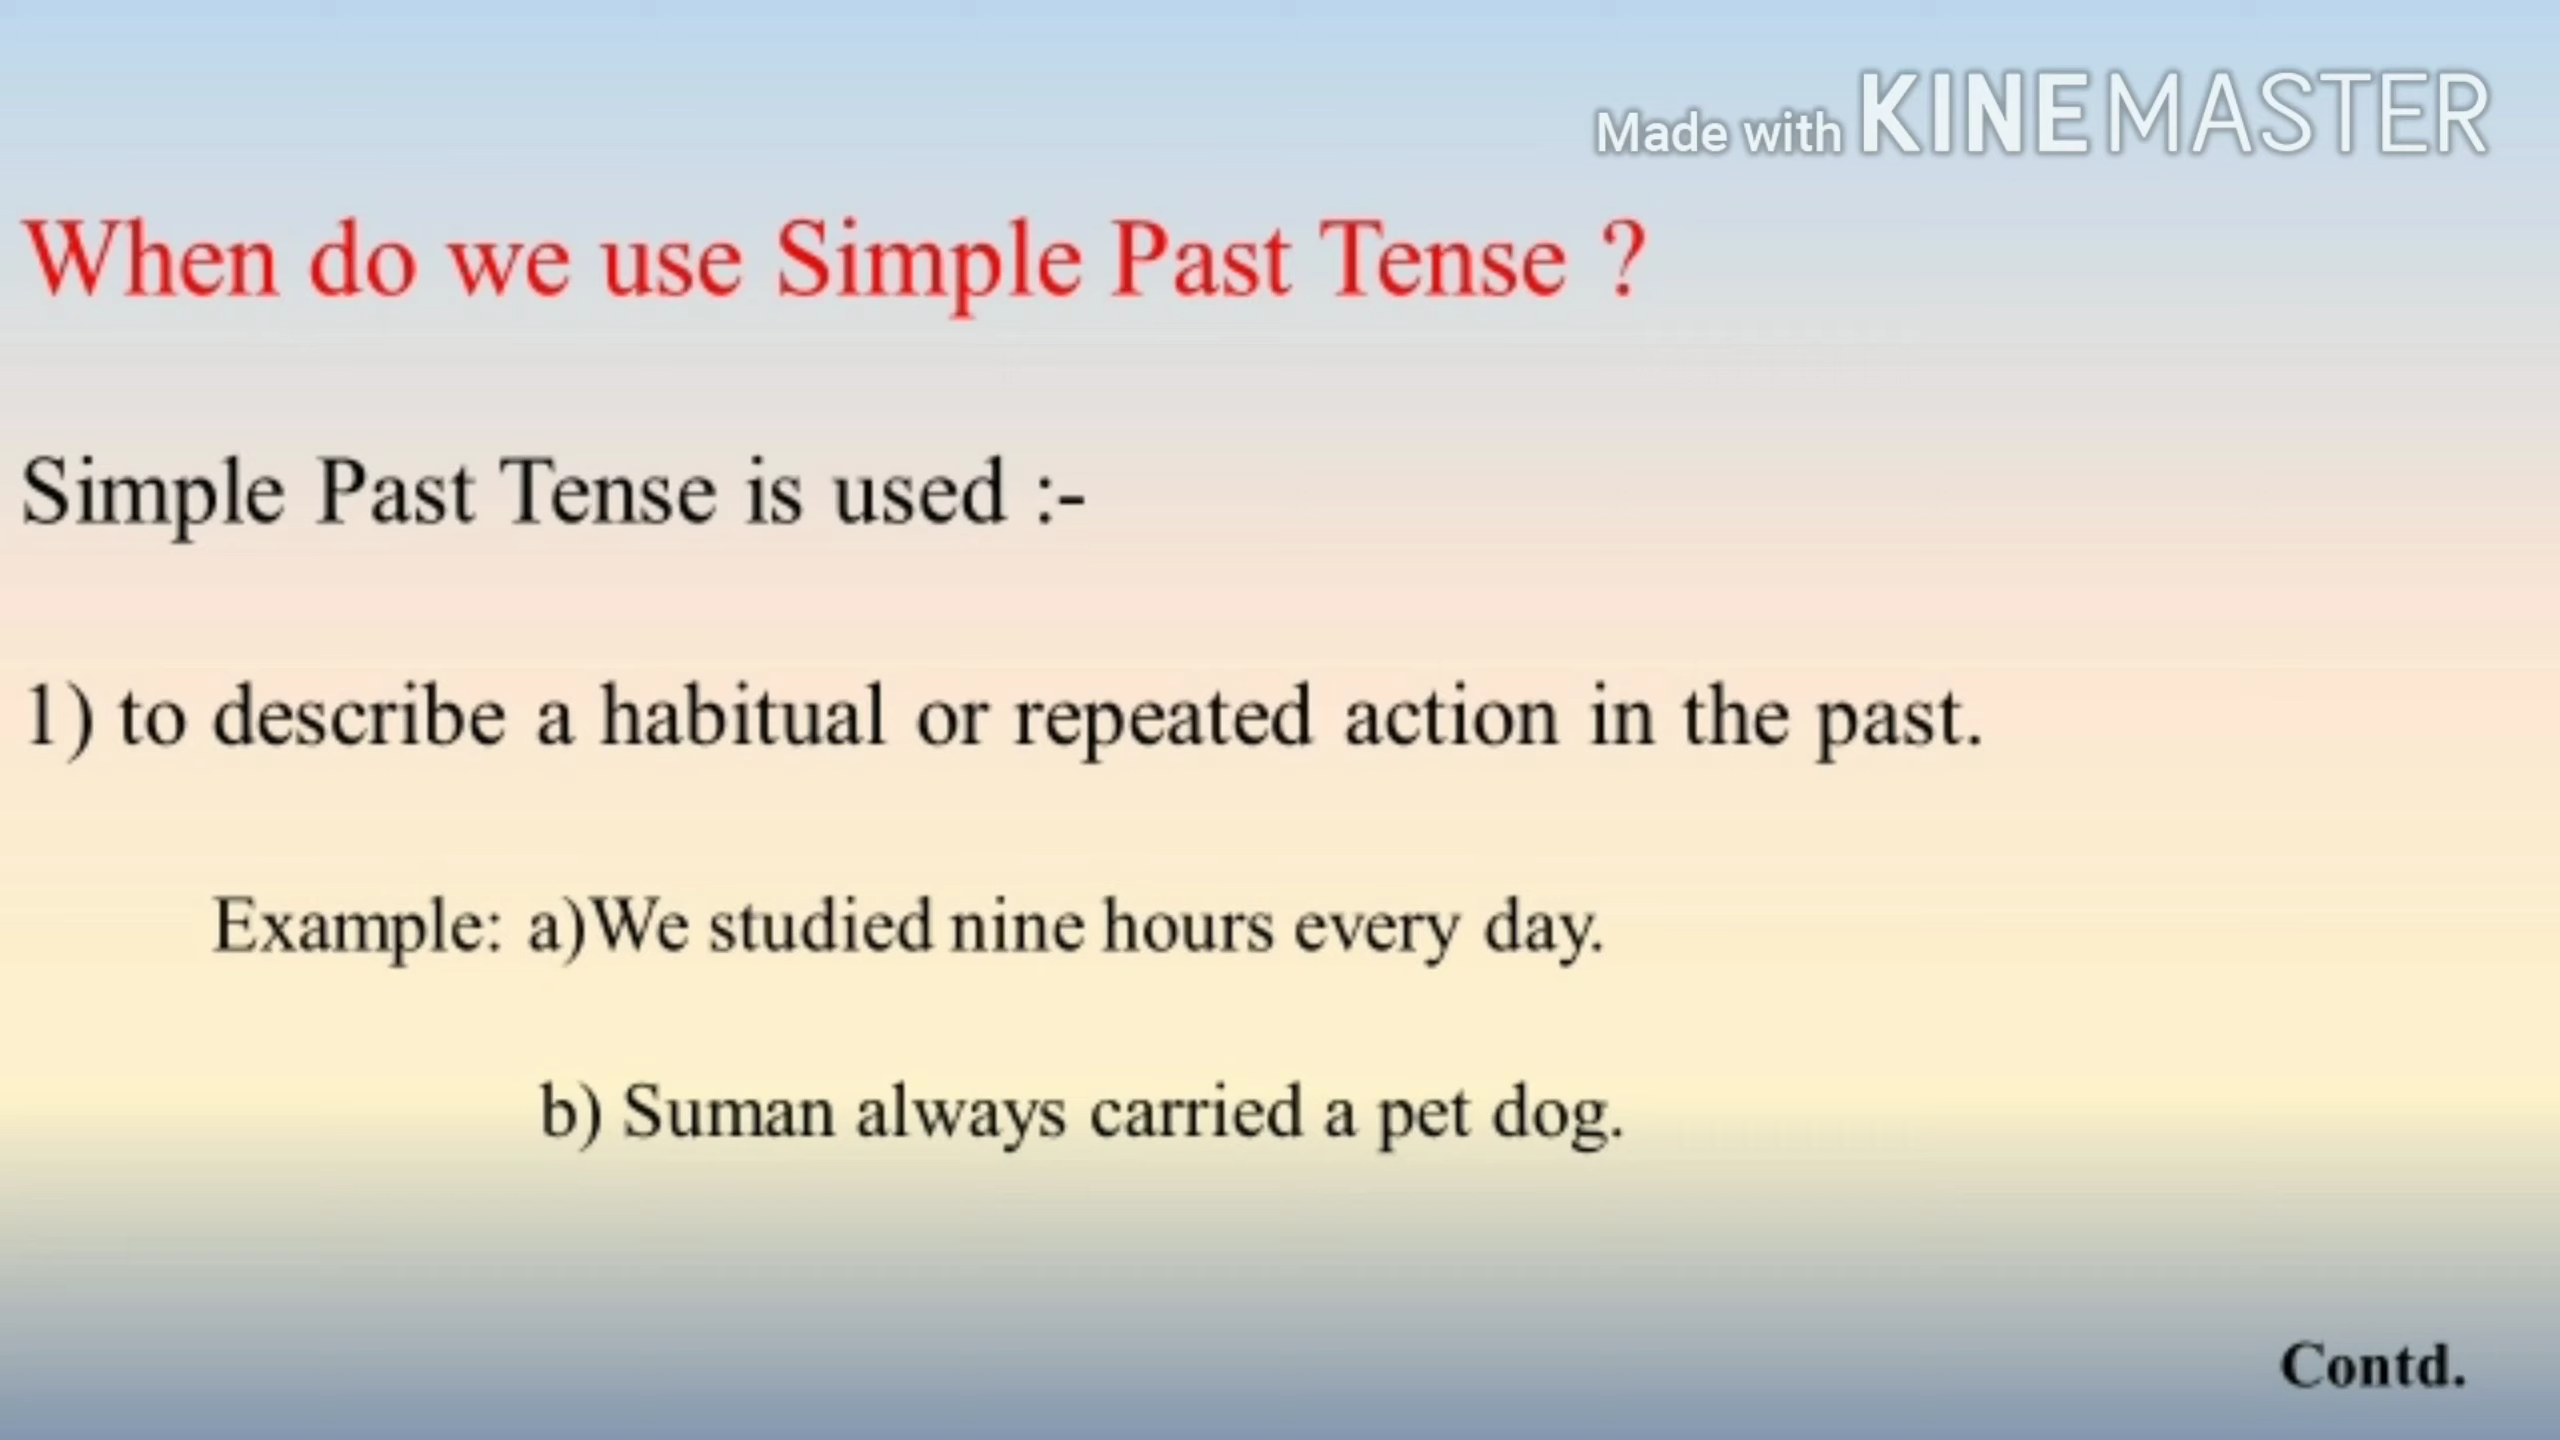 Made with KINEMASTER
When do we use Simple Past Tense ?
Simple Past Tense is used :-
1) to describe a habitual or repeated action in the past.
Example: a)We studied nine hours every day.
b) Suman always carried a pet dog.
Contd.